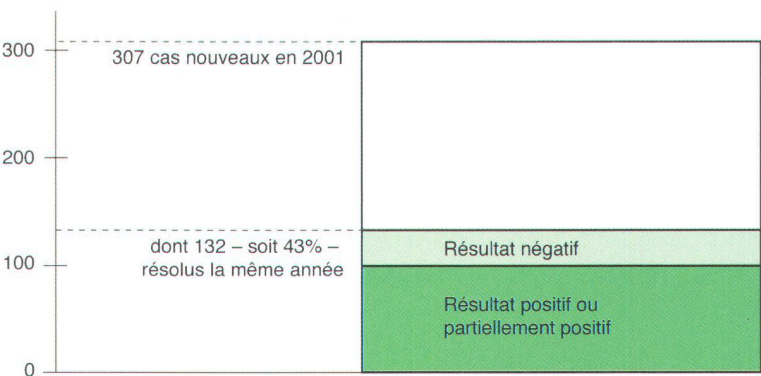 300
307 cas nouveaux en 2001
200
dont 132 – soit 43% –
résolus la même année
Résultat négatif
100
Résultat positif ou
partiellement positif
0